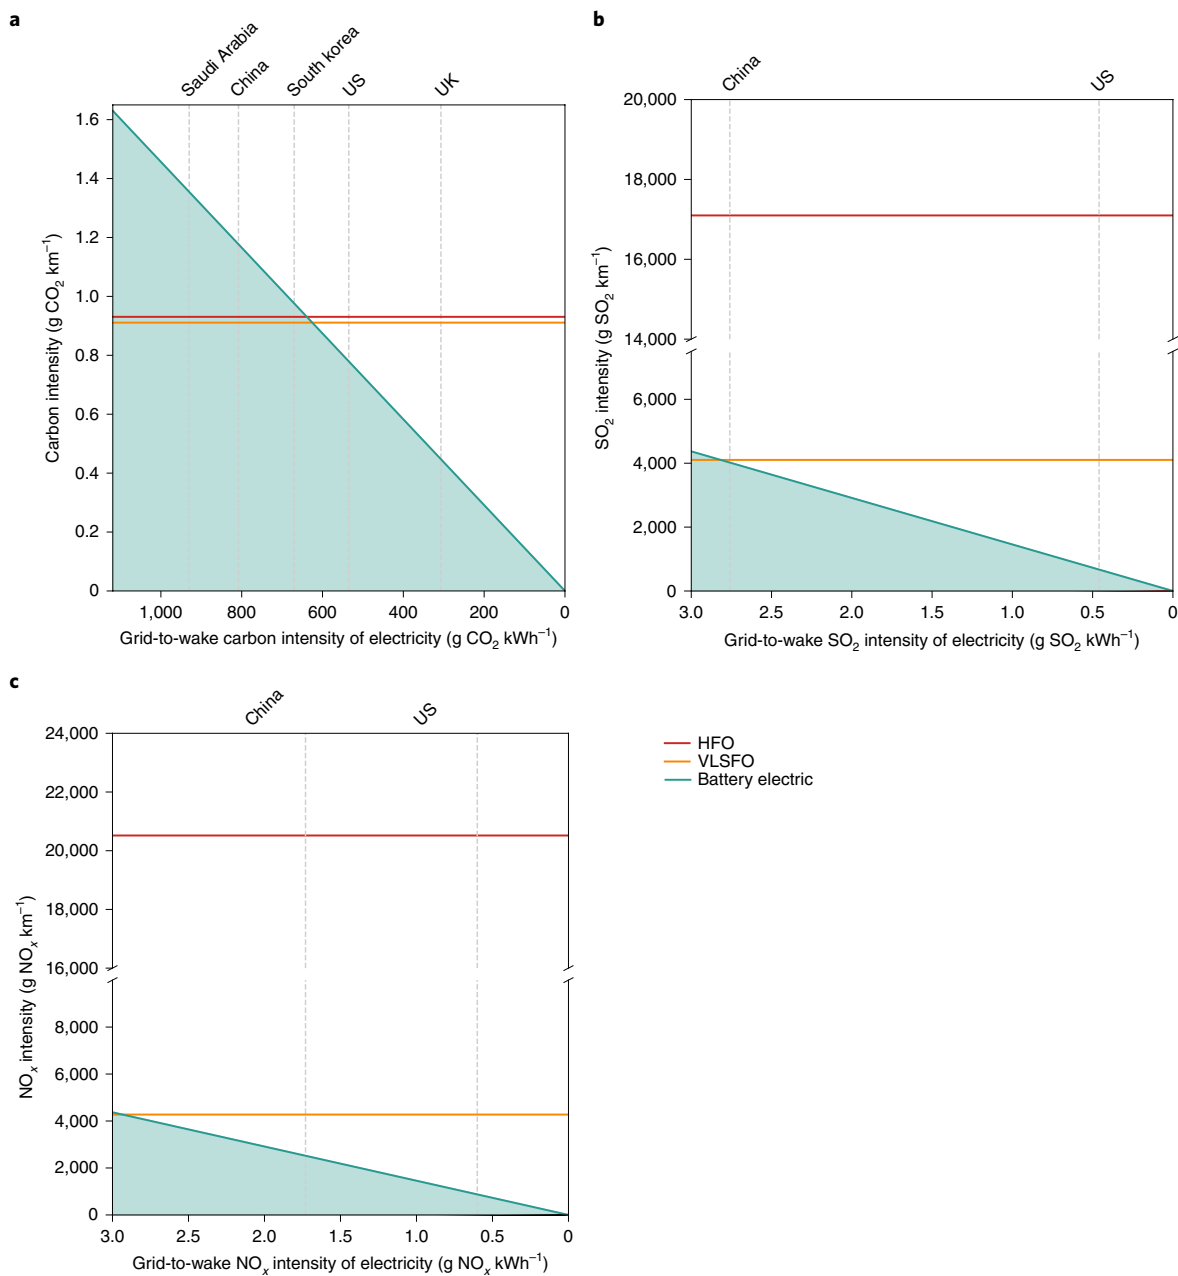 a
Saudi Arabia
China
South korea
US
UK
1.6
1.4
1.2
1.0
0.8
0.6
0.4
0.2
0
Carbon intensity (g CO₂ km⁻¹)
1,000
800
600
400
200
0
Grid-to-wake carbon intensity of electricity (g CO₂ kWh⁻¹)
b
China
US
20,000
18,000
16,000
14,000
6,000
4,000
2,000
0
SO₂ intensity (g SO₂ km⁻¹)
3.0
2.5
2.0
1.5
1.0
0.5
0
Grid-to-wake SO₂ intensity of electricity (g SO₂ kWh⁻¹)
c
China
US
24,000
22,000
20,000
18,000
16,000
8,000
6,000
4,000
2,000
0
NOₓ intensity (g NOₓ km⁻¹)
3.0
2.5
2.0
1.5
1.0
0.5
0
Grid-to-wake NOₓ intensity of electricity (g NOₓ kWh⁻¹)
HFO
VLSFO
Battery electric